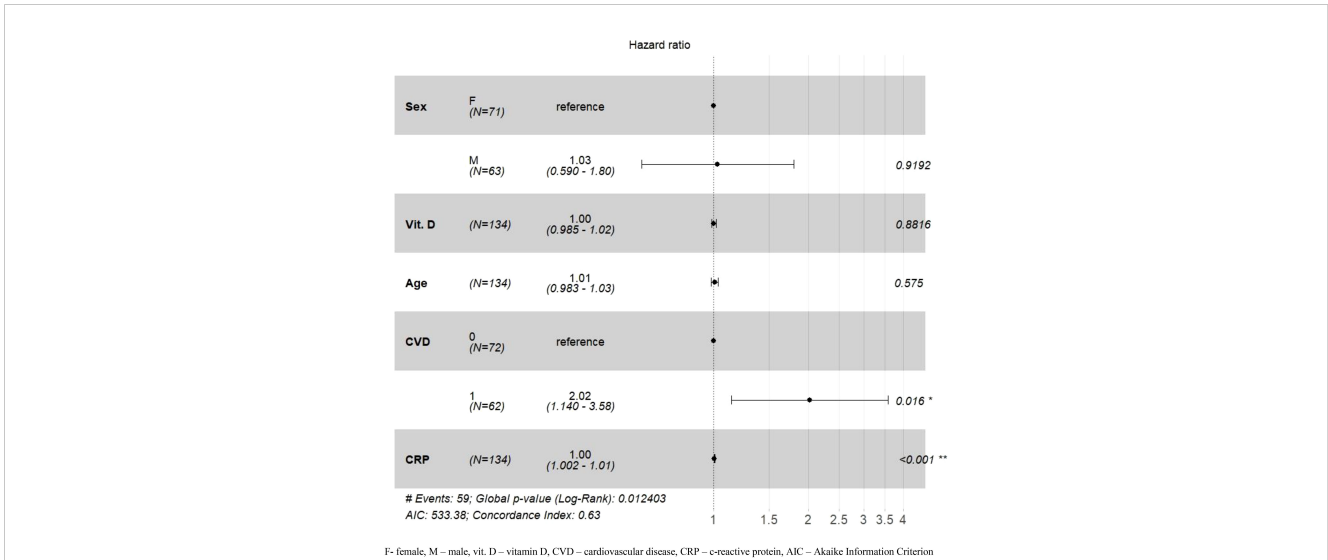 Hazard ratio
Sex F reference
(N=71)
M 1.03 0.9192
(N=63) (0.590 - 1.80)
Vit. D (N=134) 1.00 0.8816
(0.985 - 1.02)
Age (N=134) 1.01 0.575
(0.983 - 1.03)
CVD 0 reference
(N=72)
1 2.02 0.016 *
(N=62) (1.140 - 3.58)
CRP (N=134) 1.00 <0.001 **
(1.002 - 1.01)
# Events: 59; Global p-value (Log-Rank): 0.012403
AIC: 533.38; Concordance Index: 0.63
1 1.5 2 2.5 3 3.5 4
F- female, M – male, vit. D – vitamin D, CVD – cardiovascular disease, CRP – c-reactive protein, AIC – Akaike Information Criterion